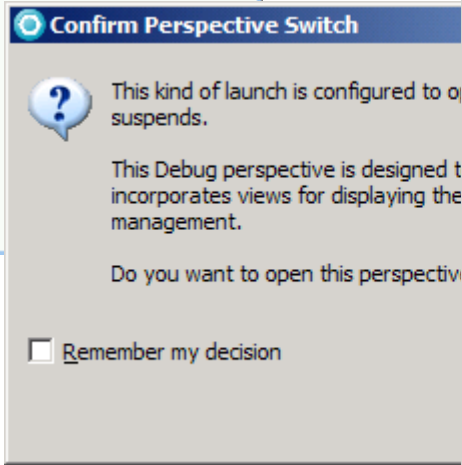 Confirm Perspective Switch
This kind of launch is configured to
suspends.
This Debug perspective is designed
incorporates views for displaying the
management.
Do you want to open this perspective
Remember my decision